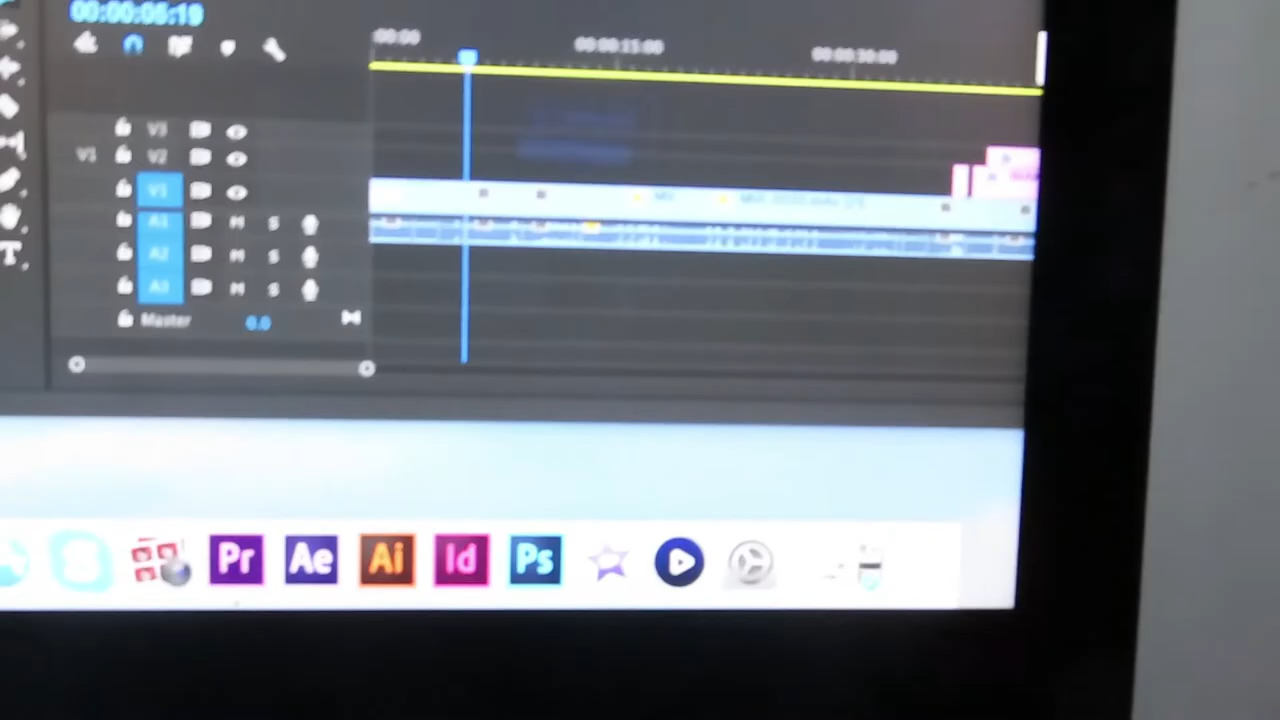 00:00:06:19
:00:00 00:00:15:00 00:00:30:00
V3
V1 V2
V1
A1 M S
A2 M S
A3 M S
Master 0.0
T
Pr Ae Ai Id Ps